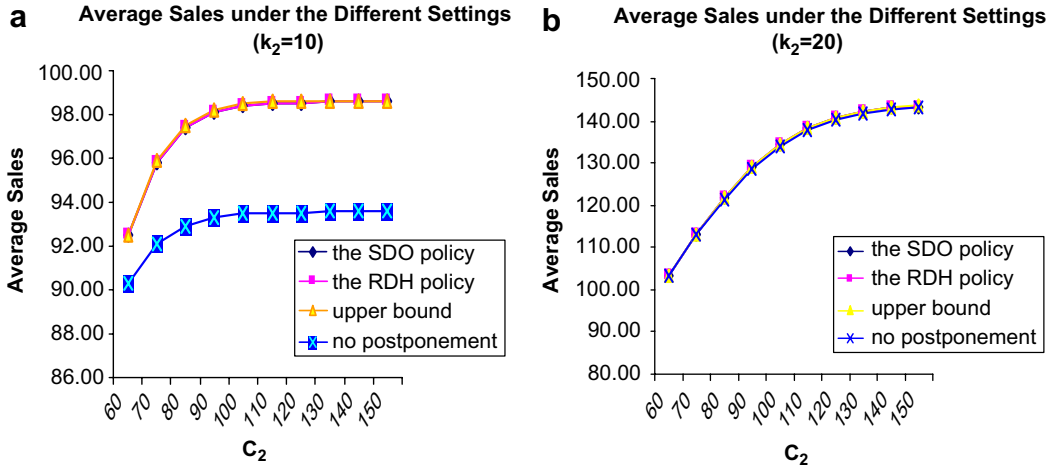 a
Average Sales under the Different Settings
(k₂=10)
Average Sales
100.00
98.00
96.00
94.00
92.00
90.00
88.00
86.00
the SDO policy
the RDH policy
upper bound
no postponement
60 70 80 90 100 110 120 130 140 150
C₂
b
Average Sales under the Different Settings
(k₂=20)
Average Sales
150.00
140.00
130.00
120.00
110.00
100.00
90.00
80.00
the SDO policy
the RDH policy
upper bound
no postponement
60 70 80 90 100 110 120 130 140 150
C₂